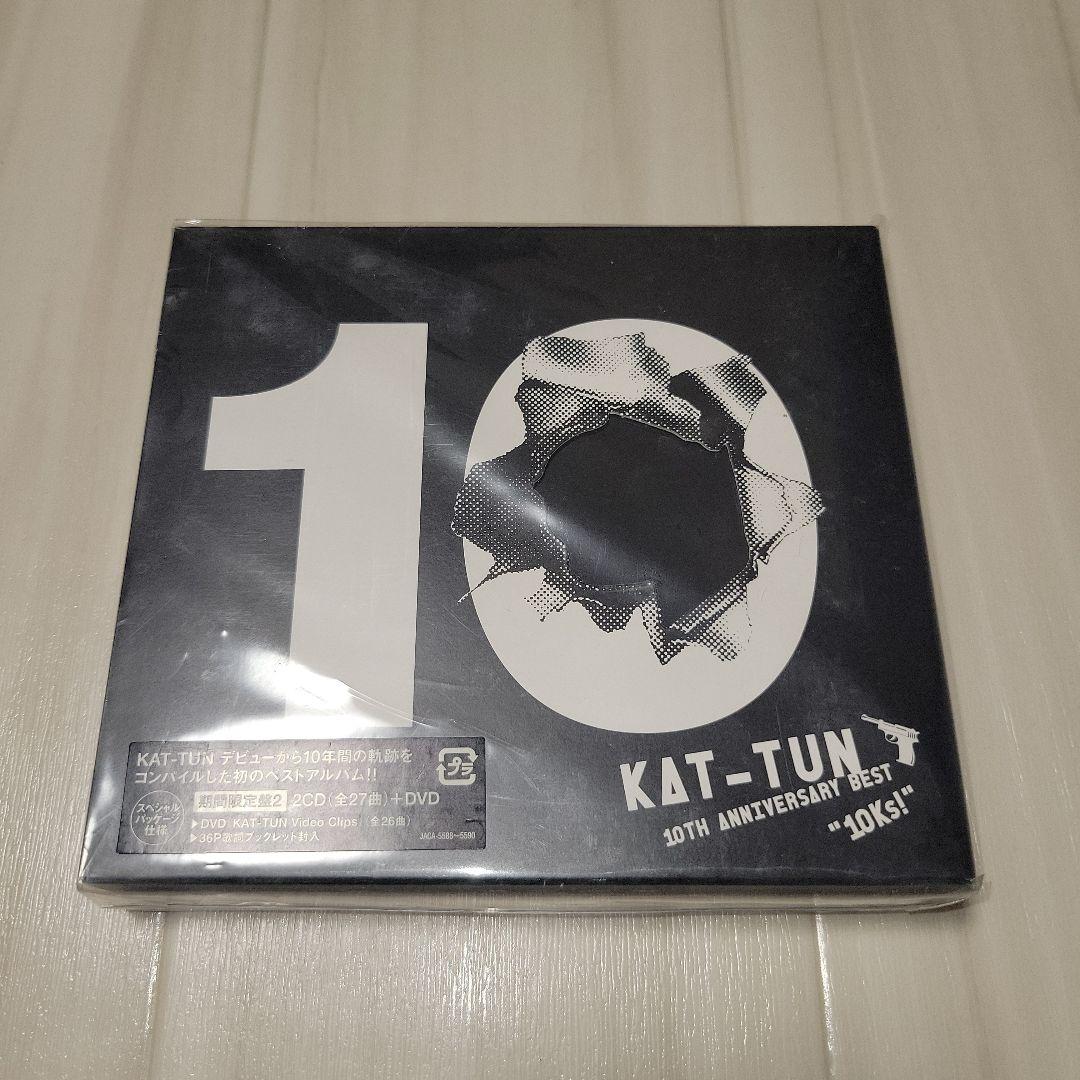 10
KAT-TUN
10TH ANNIVERSARY BEST
"10Ks!"
KAT-TUN デビューから10年間の軌跡を
コンパイルした初のベストアルバム!!
スペシャル
パッケージ
仕様
期間限定盤2 2CD(全27曲)+DVD
▶DVD KAT-TUN Video Clips (全26曲)
▶36P歌詞ブックレット封入
プラ
JACA-5588〜5590